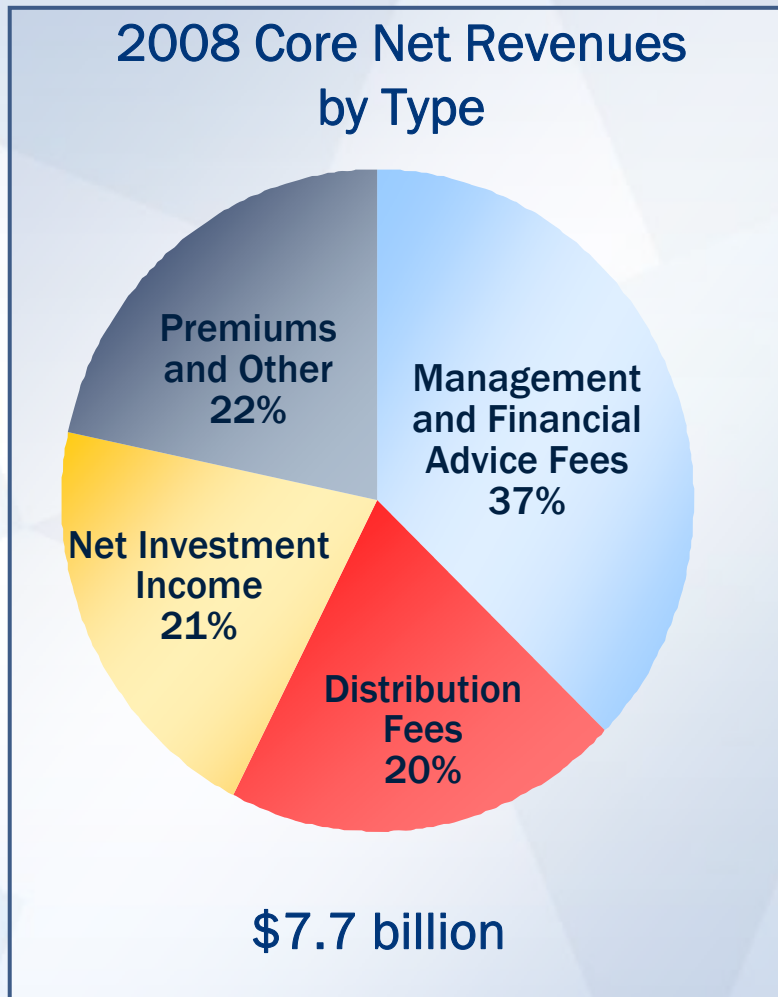 2008 Core Net Revenues
by Type
Premiums
and Other
22%
Management
and Financial
Advice Fees
37%
Net Investment
Income
21%
Distribution
Fees
20%
$7.7 billion